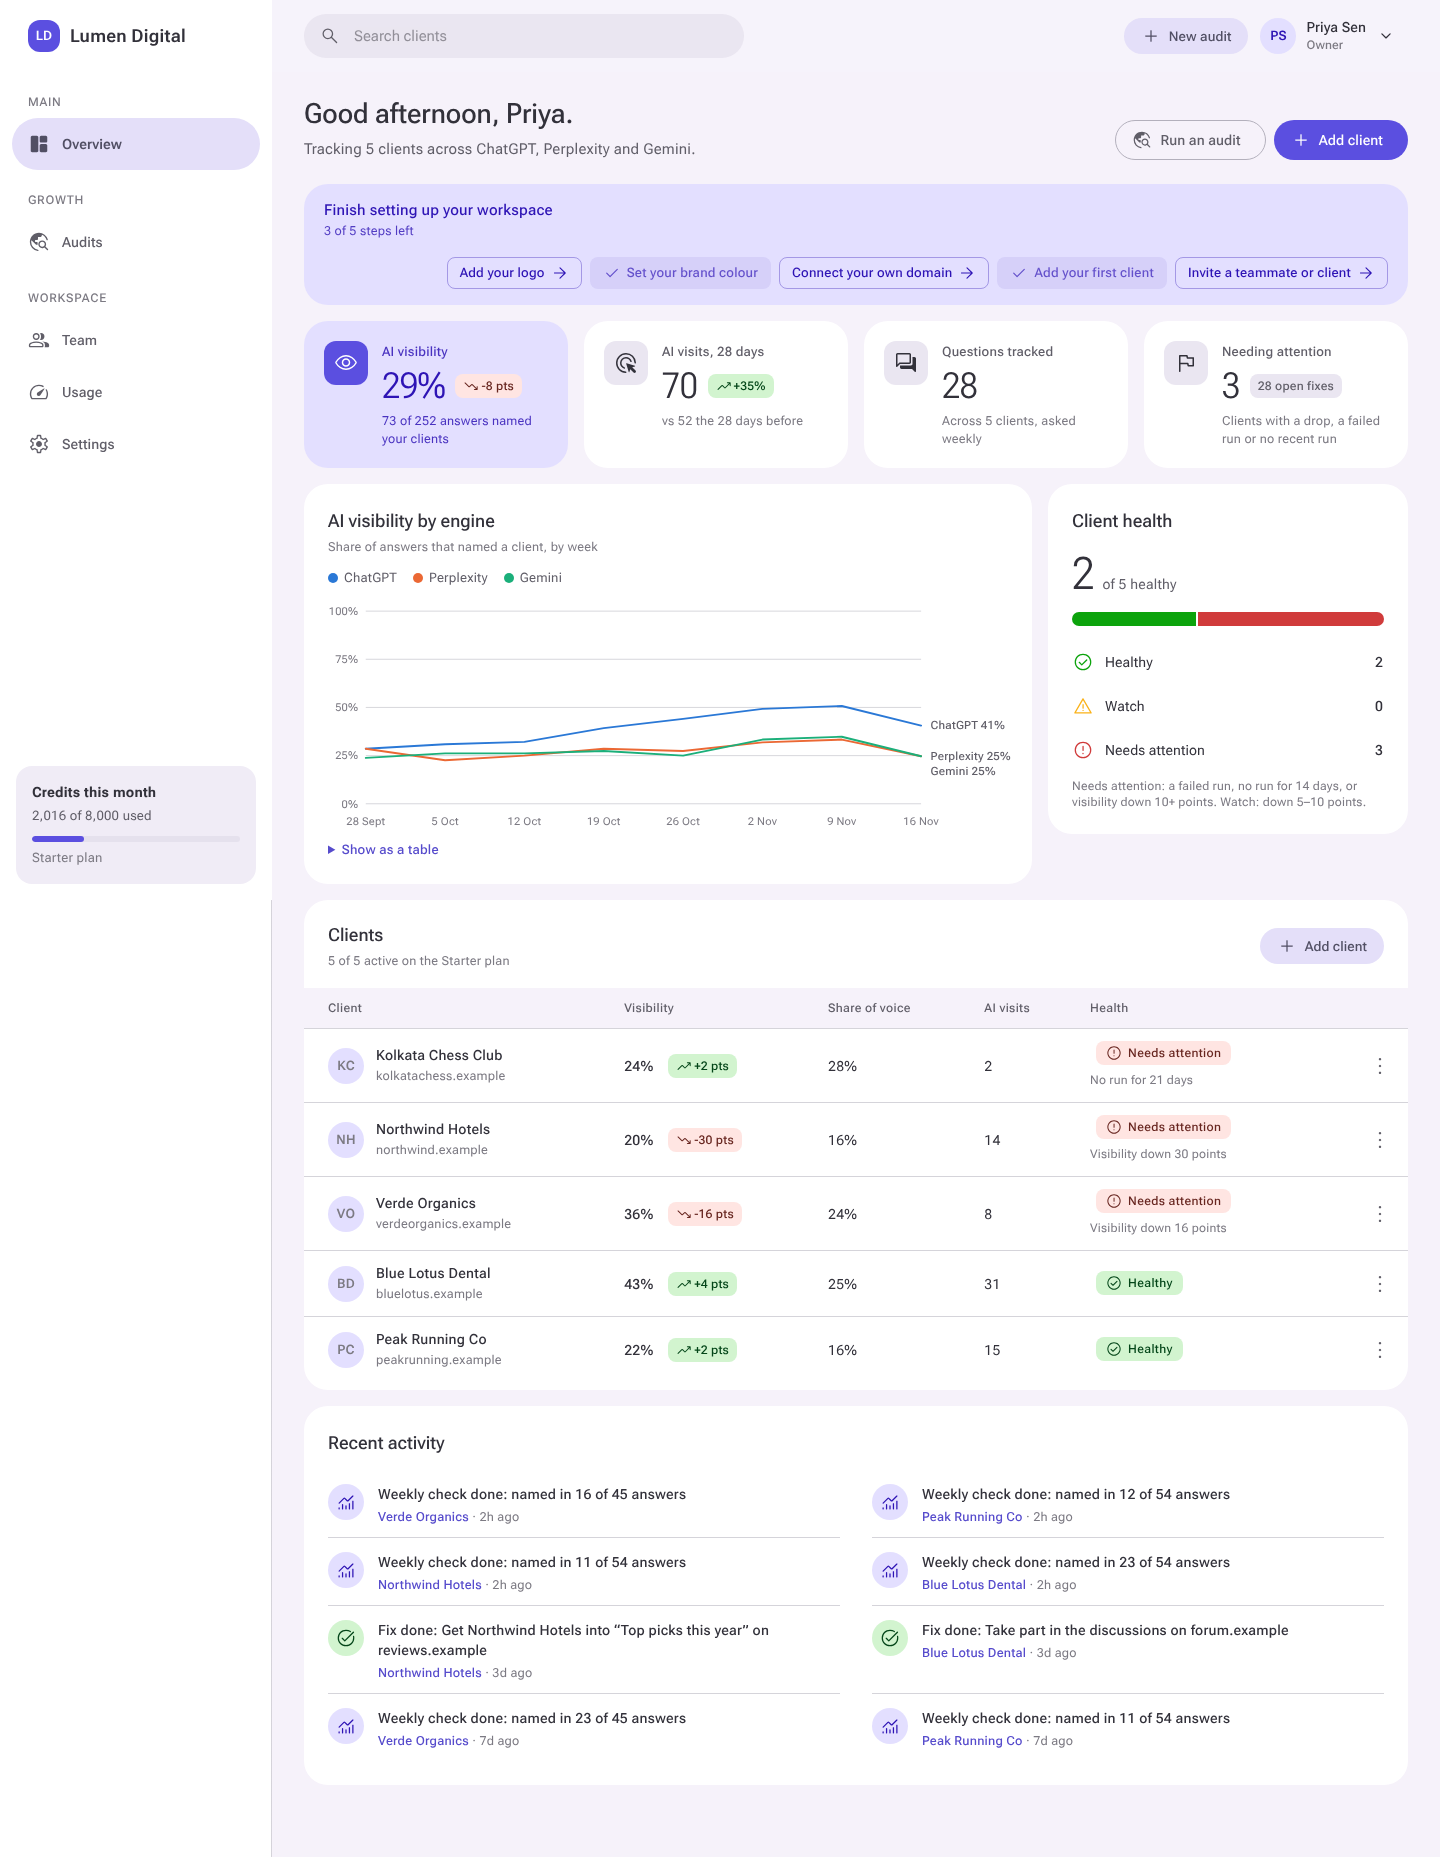 LD Lumen Digital
MAIN
Overview
GROWTH
Audits
WORKSPACE
Team
Usage
Settings
Credits this month
2,016 of 8,000 used
Starter plan
Search clients
New audit
PS
Priya Sen
Owner
Good afternoon, Priya.
Tracking 5 clients across ChatGPT, Perplexity and Gemini.
Run an audit
Add client
Finish setting up your workspace
3 of 5 steps left
Add your logo
Set your brand colour
Connect your own domain
Add your first client
Invite a teammate or client
AI visibility
29% -8 pts
73 of 252 answers named
your clients
AI visits, 28 days
70 +35%
vs 52 the 28 days before
Questions tracked
28
Across 5 clients, asked
weekly
Needing attention
3 28 open fixes
Clients with a drop, a failed
run or no recent run
AI visibility by engine
Share of answers that named a client, by week
ChatGPT Perplexity Gemini
100%
75%
50%
25%
0%
ChatGPT 41%
Perplexity 25%
Gemini 25%
28 Sept 5 Oct 12 Oct 19 Oct 26 Oct 2 Nov 9 Nov 16 Nov
Show as a table
Client health
2 of 5 healthy
Healthy 2
Watch 0
Needs attention 3
Needs attention: a failed run, no run for 14 days, or
visibility down 10+ points. Watch: down 5–10 points.
Clients
5 of 5 active on the Starter plan
Add client
Client Visibility Share of voice AI visits Health
KC Kolkata Chess Club
kolkatachess.example
24% +2 pts 28% 2
Needs attention
No run for 21 days
NH Northwind Hotels
northwind.example
20% -30 pts 16% 14
Needs attention
Visibility down 30 points
VO Verde Organics
verdeorganics.example
36% -16 pts 24% 8
Needs attention
Visibility down 16 points
BD Blue Lotus Dental
bluelotus.example
43% +4 pts 25% 31
Healthy
PC Peak Running Co
peakrunning.example
22% +2 pts 16% 15
Healthy
Recent activity
Weekly check done: named in 16 of 45 answers
Verde Organics · 2h ago
Weekly check done: named in 12 of 54 answers
Peak Running Co · 2h ago
Weekly check done: named in 11 of 54 answers
Northwind Hotels · 2h ago
Weekly check done: named in 23 of 54 answers
Blue Lotus Dental · 2h ago
Fix done: Get Northwind Hotels into “Top picks this year” on
reviews.example
Northwind Hotels · 3d ago
Fix done: Take part in the discussions on forum.example
Blue Lotus Dental · 3d ago
Weekly check done: named in 23 of 45 answers
Verde Organics · 7d ago
Weekly check done: named in 11 of 54 answers
Peak Running Co · 7d ago